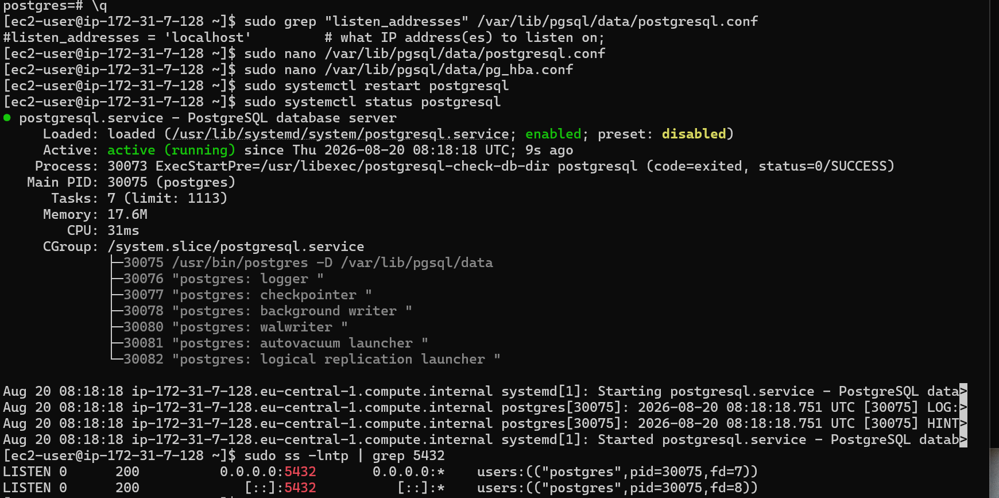 postgres=# \q
[ec2-user@ip-172-31-7-128 ~]$ sudo grep "listen_addresses" /var/lib/pgsql/data/postgresql.conf
#listen_addresses = 'localhost'         # what IP address(es) to listen on;
[ec2-user@ip-172-31-7-128 ~]$ sudo nano /var/lib/pgsql/data/postgresql.conf
[ec2-user@ip-172-31-7-128 ~]$ sudo nano /var/lib/pgsql/data/pg_hba.conf
[ec2-user@ip-172-31-7-128 ~]$ sudo systemctl restart postgresql
[ec2-user@ip-172-31-7-128 ~]$ sudo systemctl status postgresql
● postgresql.service - PostgreSQL database server
     Loaded: loaded (/usr/lib/systemd/system/postgresql.service; enabled; preset: disabled)
     Active: active (running) since Thu 2026-08-20 08:18:18 UTC; 9s ago
    Process: 30073 ExecStartPre=/usr/libexec/postgresql-check-db-dir postgresql (code=exited, status=0/SUCCESS)
   Main PID: 30075 (postgres)
      Tasks: 7 (limit: 1113)
     Memory: 17.6M
        CPU: 31ms
     CGroup: /system.slice/postgresql.service
             ├─30075 /usr/bin/postgres -D /var/lib/pgsql/data
             ├─30076 "postgres: logger "
             ├─30077 "postgres: checkpointer "
             ├─30078 "postgres: background writer "
             ├─30080 "postgres: walwriter "
             ├─30081 "postgres: autovacuum launcher "
             └─30082 "postgres: logical replication launcher "
Aug 20 08:18:18 ip-172-31-7-128.eu-central-1.compute.internal systemd[1]: Starting postgresql.service - PostgreSQL data>
Aug 20 08:18:18 ip-172-31-7-128.eu-central-1.compute.internal postgres[30075]: 2026-08-20 08:18:18.751 UTC [30075] LOG:>
Aug 20 08:18:18 ip-172-31-7-128.eu-central-1.compute.internal postgres[30075]: 2026-08-20 08:18:18.751 UTC [30075] HINT>
Aug 20 08:18:18 ip-172-31-7-128.eu-central-1.compute.internal systemd[1]: Started postgresql.service - PostgreSQL datab>
[ec2-user@ip-172-31-7-128 ~]$ sudo ss -lntp | grep 5432
LISTEN 0      200          0.0.0.0:5432       0.0.0.0:*    users:(("postgres",pid=30075,fd=7))
LISTEN 0      200             [::]:5432          [::]:*    users:(("postgres",pid=30075,fd=8))